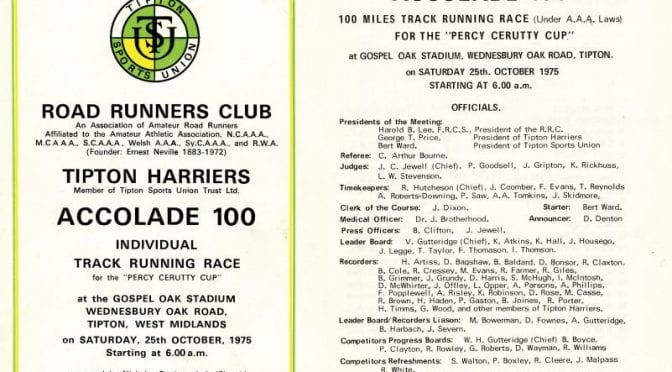 TIPTON
SPORTS UNION
TSU
ROAD RUNNERS CLUB
An Association of Amateur Road Runners
Affiliated to the Amateur Athletic Association, N.C.A.A.A.,
M.C.A.A.A., S.C.A.A.A., Welsh A.A.A., Sy.C.A.A.A., and R.W.A.
(Founder: Ernest Neville 1883-1972)
TIPTON HARRIERS
Member of Tipton Sports Union Trust Ltd.
ACCOLADE 100
INDIVIDUAL
TRACK RUNNING RACE
for the "PERCY CERUTTY CUP"
at the GOSPEL OAK STADIUM
WEDNESBURY OAK ROAD,
TIPTON, WEST MIDLANDS
on SATURDAY, 25th OCTOBER, 1975
Starting at 6.00 a.m.
100 MILES TRACK RUNNING RACE (Under A.A.A. Laws)
FOR THE "PERCY CERUTTY CUP"
at GOSPEL OAK STADIUM, WEDNESBURY OAK ROAD, TIPTON.
on SATURDAY 25th. OCTOBER 1975
STARTING AT 6.00 a.m.
OFFICIALS.
Presidents of the Meeting:
Harold B. Lee, F.R.C.S., President of the R.R.C.
George T. Price, President of Tipton Harriers
Bert Ward, President of Tipton Sports Union
Referee: C. Arthur Bourne.
Judges: J. C. Jewell (Chief), P. Goodsell, J. Gripton, K. Rickhuss,
L. W. Stevenson.
Timekeepers: R. Hutcheson (Chief), J. Coomber, F. Evans, T. Reynolds
A. Roberts-Downing, P. Saw, A.A. Tomkins, J. Skidmore,
Clerk of the Course: J. Dixon. Starter: Bert Ward.
Medical Officer: Dr. J. Brotherhood. Announcer: D. Denton
Press Officers: B. Clifton, J. Jewell.
Leader Board: V. Gutteridge (Chief), K. Atkins, K. Hall, J. Housego,
J. Legge, T. Taylor, F. Thomason, I. Thomson.
Recorders: H. Artiss, D. Bagshaw, B. Baldard, D. Bonsor, R. Claxton,
B. Cole, R. Cressey, M. Evans, R. Farmer, R. Giles,
B. Grimmer, J. Grundy, D. Harris, S. McHugh, I. McIntosh,
D. McWhirter, J. Offley, L. Opper, A. Parsons, A. Phillips,
F. Popplewell, A. Risley, K. Robinson, D. Rose, M. Casse,
R. Brown, H. Haden, P. Gaston, B. Joines, R. Porter,
H. Timms, G. Wood, and other members of Tipton Harriers.
Leader Board/Recorders Liason: M. Bowerman, D. Fownes, A. Gutteridge,
B. Harbach, J. Severn.
Competitors Progress Boards: W. H. Gutteridge (Chief) B. Boyce,
P. Clayton, R. Rowley, G. Roberts, D. Wayman, R. Williams
Competitors Refreshments: S. Walton, P. Boxley, R. Cleere, J. Malpass
R. White.